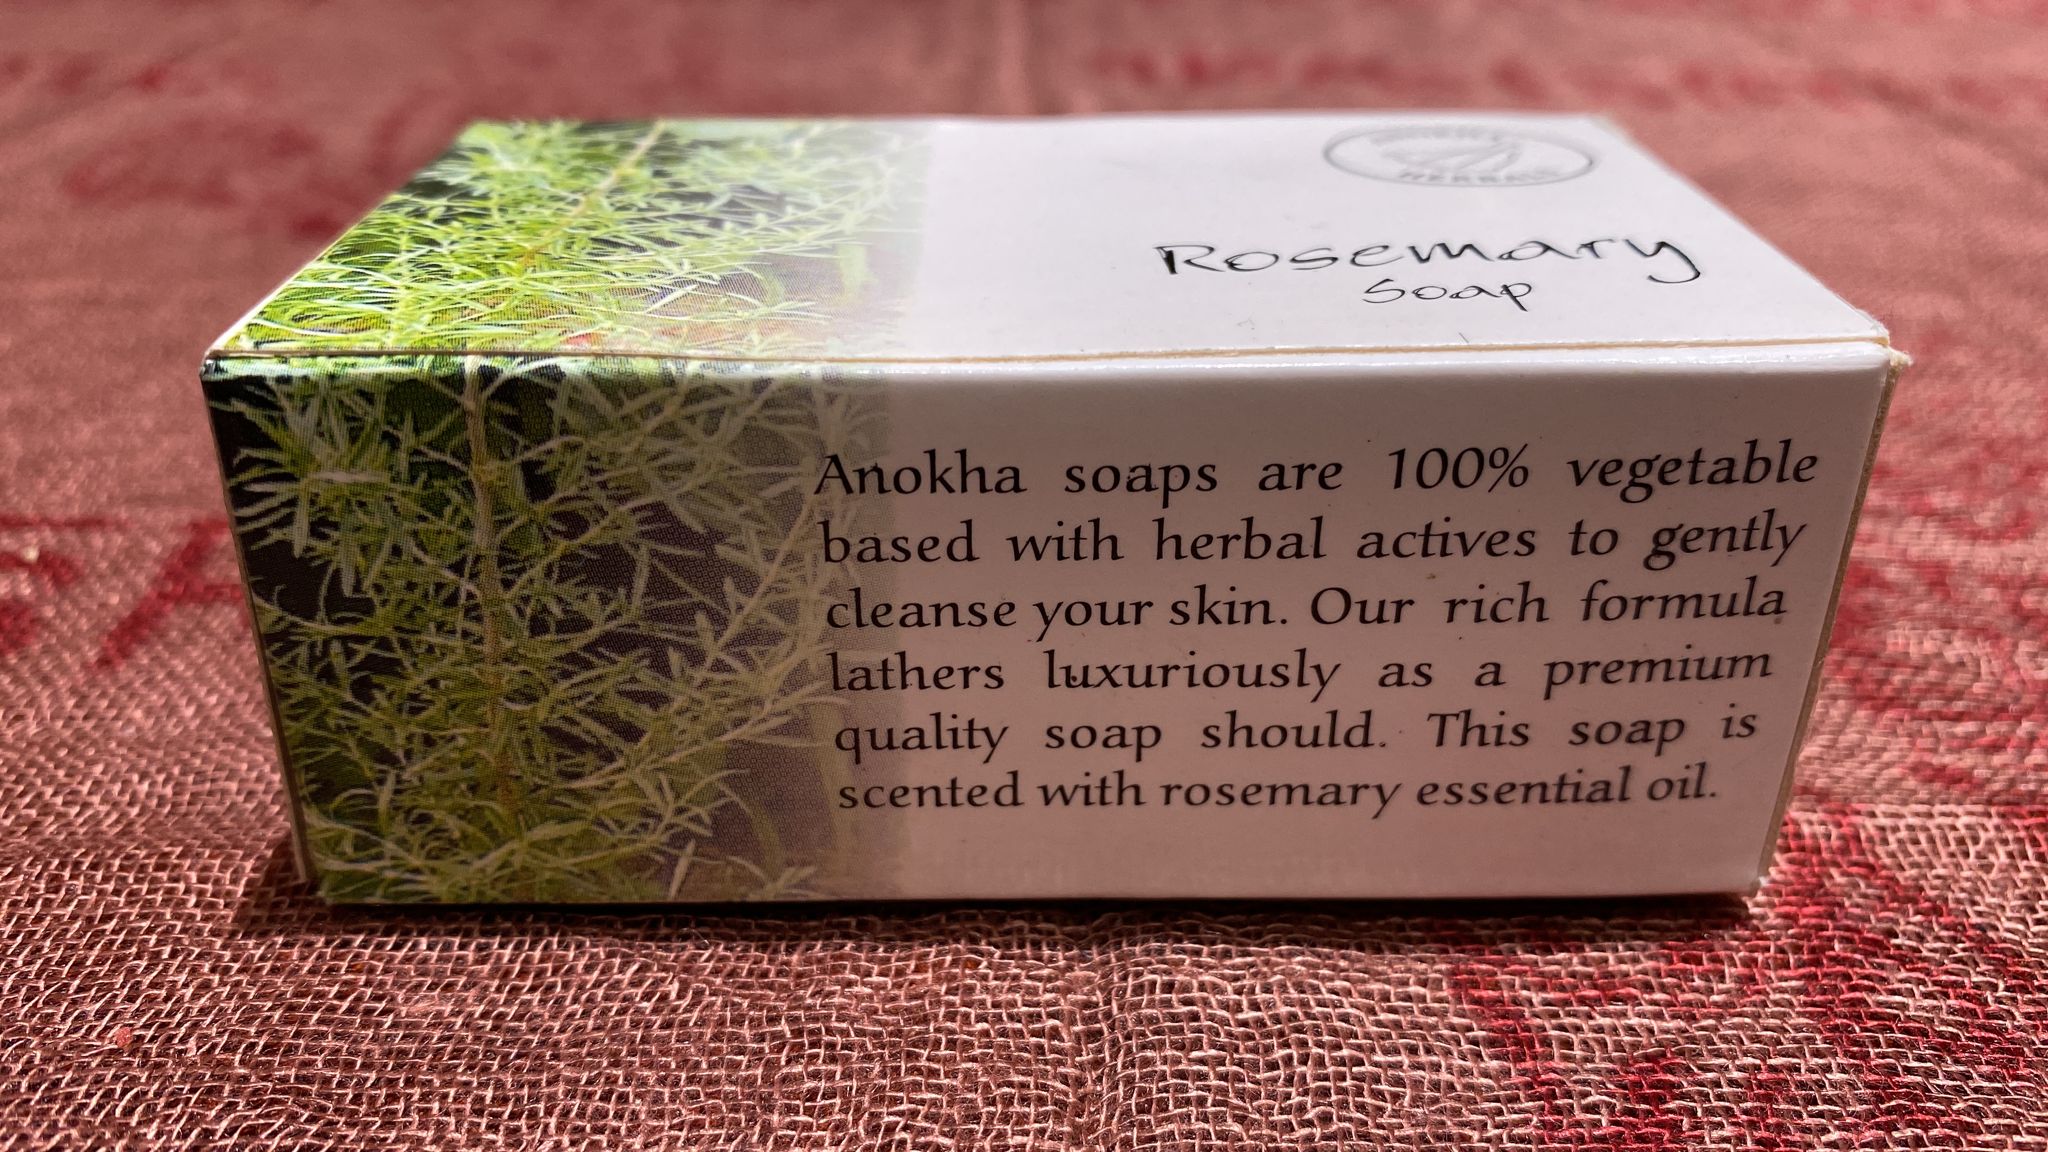 HERBALS
Rosemary
Soap
Anokha soaps are 100% vegetable
based with herbal actives to gently
cleanse your skin. Our rich formula
lathers luxuriously as a premium
quality soap should. This soap is
scented with rosemary essential oil.